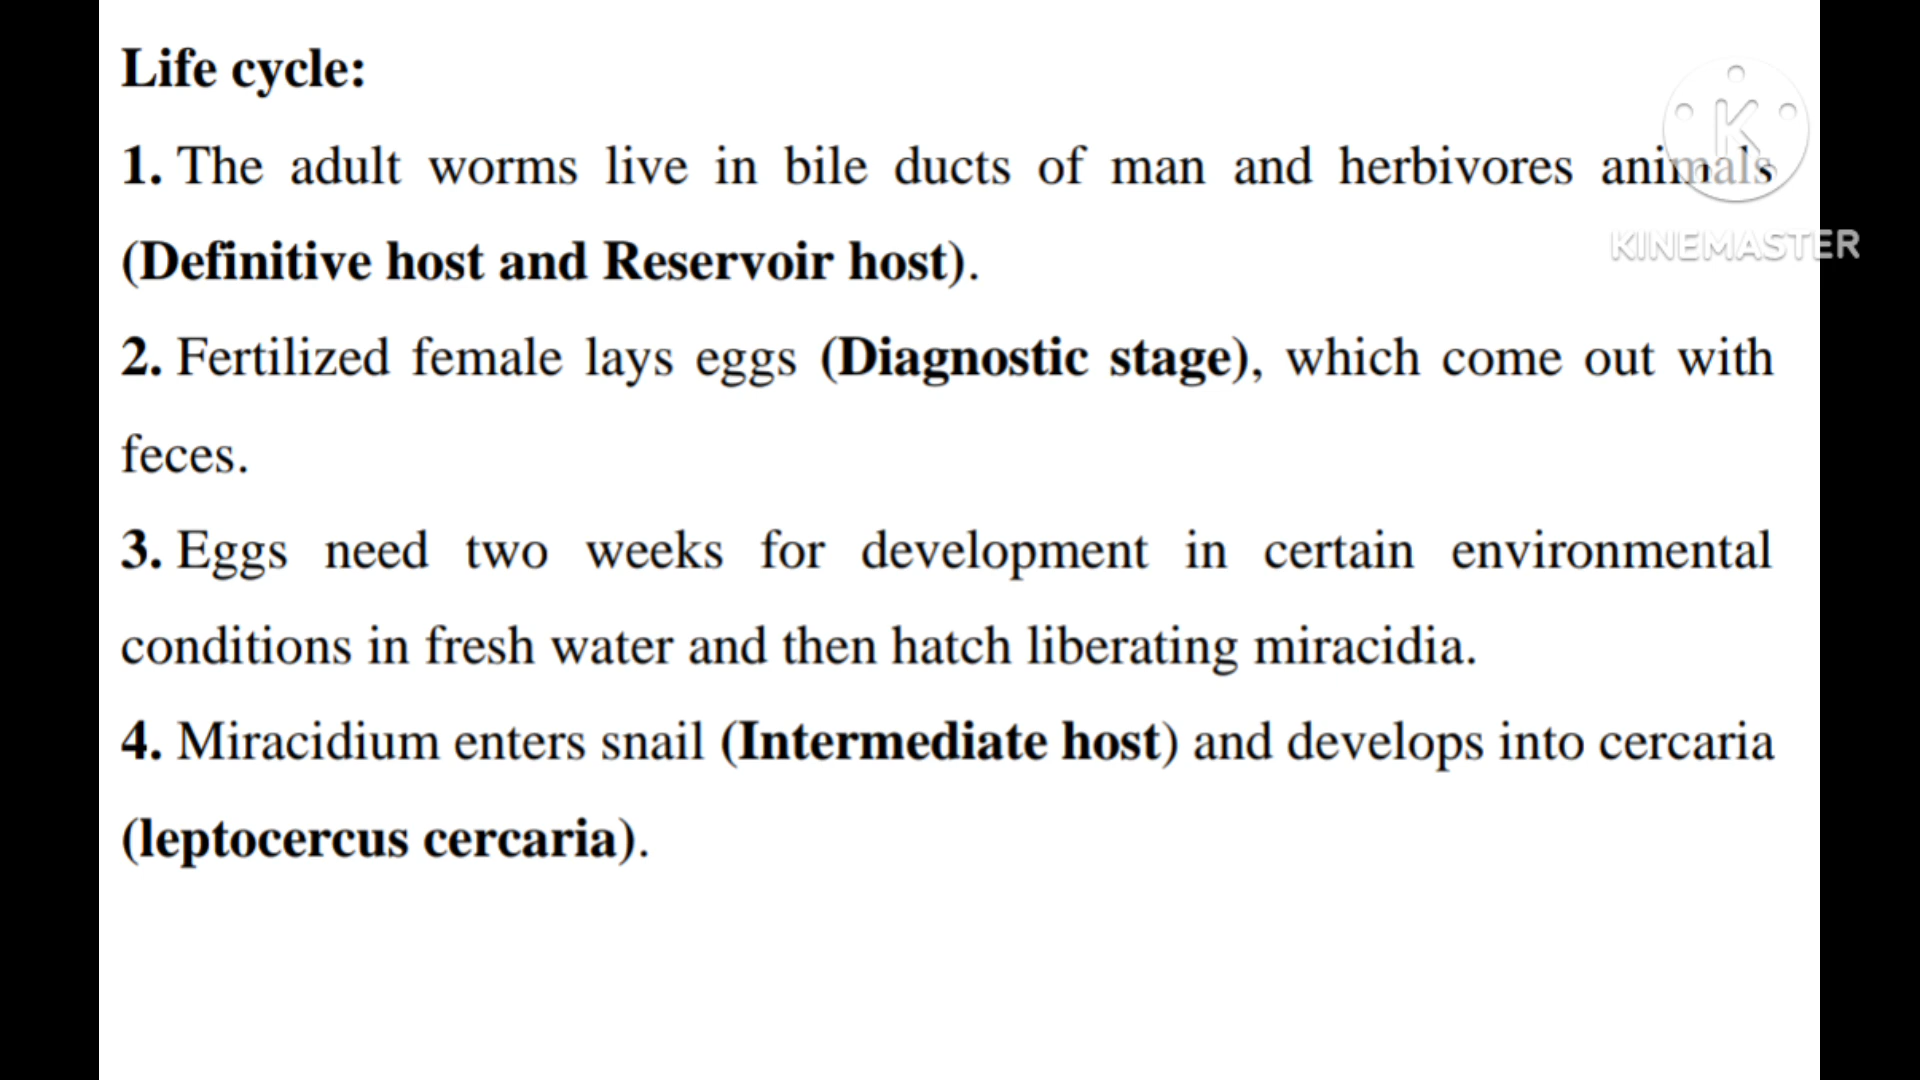 Life cycle:
1. The adult worms live in bile ducts of man and herbivores animals
(Definitive host and Reservoir host).
2. Fertilized female lays eggs (Diagnostic stage), which come out with
feces.
3. Eggs need two weeks for development in certain environmental
conditions in fresh water and then hatch liberating miracidia.
4. Miracidium enters snail (Intermediate host) and develops into cercaria
(leptocercus cercaria).
K
KINEMASTER